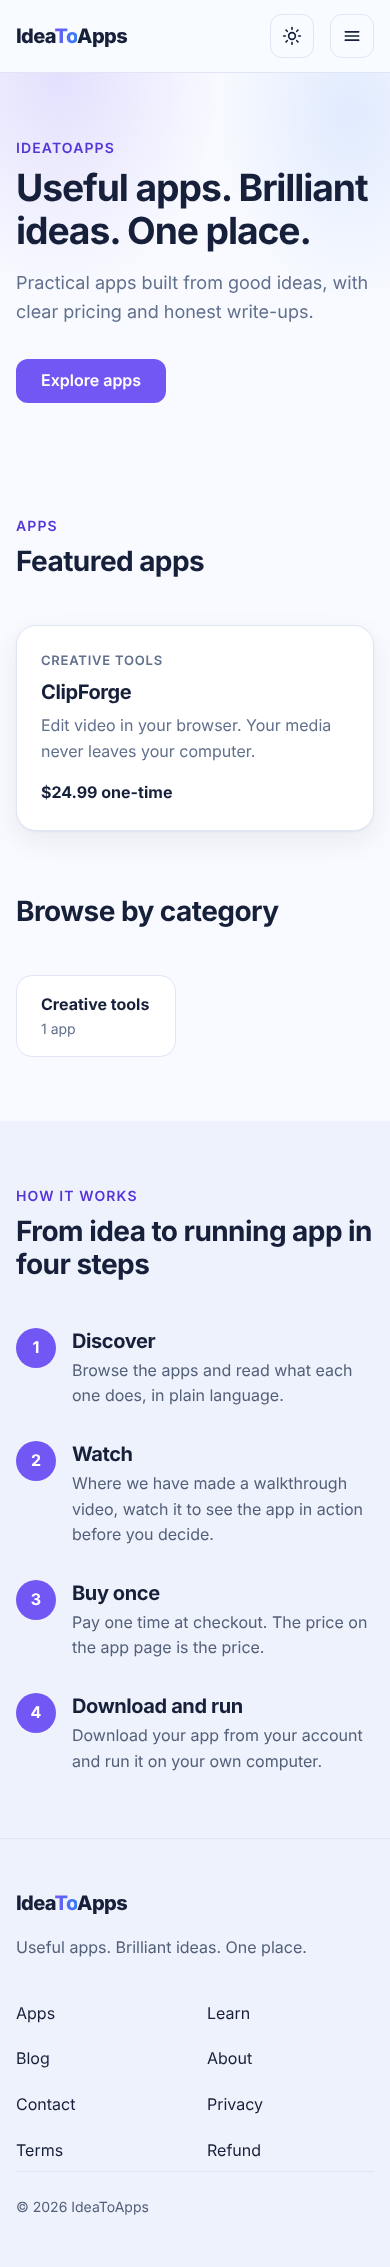 IdeaToApps
IDEATOAPPS
Useful apps. Brilliant
ideas. One place.
Practical apps built from good ideas, with
clear pricing and honest write-ups.
Explore apps
APPS
Featured apps
CREATIVE TOOLS
ClipForge
Edit video in your browser. Your media
never leaves your computer.
$24.99 one-time
Browse by category
Creative tools
1 app
HOW IT WORKS
From idea to running app in
four steps
1 Discover
Browse the apps and read what each
one does, in plain language.
2 Watch
Where we have made a walkthrough
video, watch it to see the app in action
before you decide.
3 Buy once
Pay one time at checkout. The price on
the app page is the price.
4 Download and run
Download your app from your account
and run it on your own computer.
IdeaToApps
Useful apps. Brilliant ideas. One place.
Apps Learn
Blog About
Contact Privacy
Terms Refund
© 2026 IdeaToApps